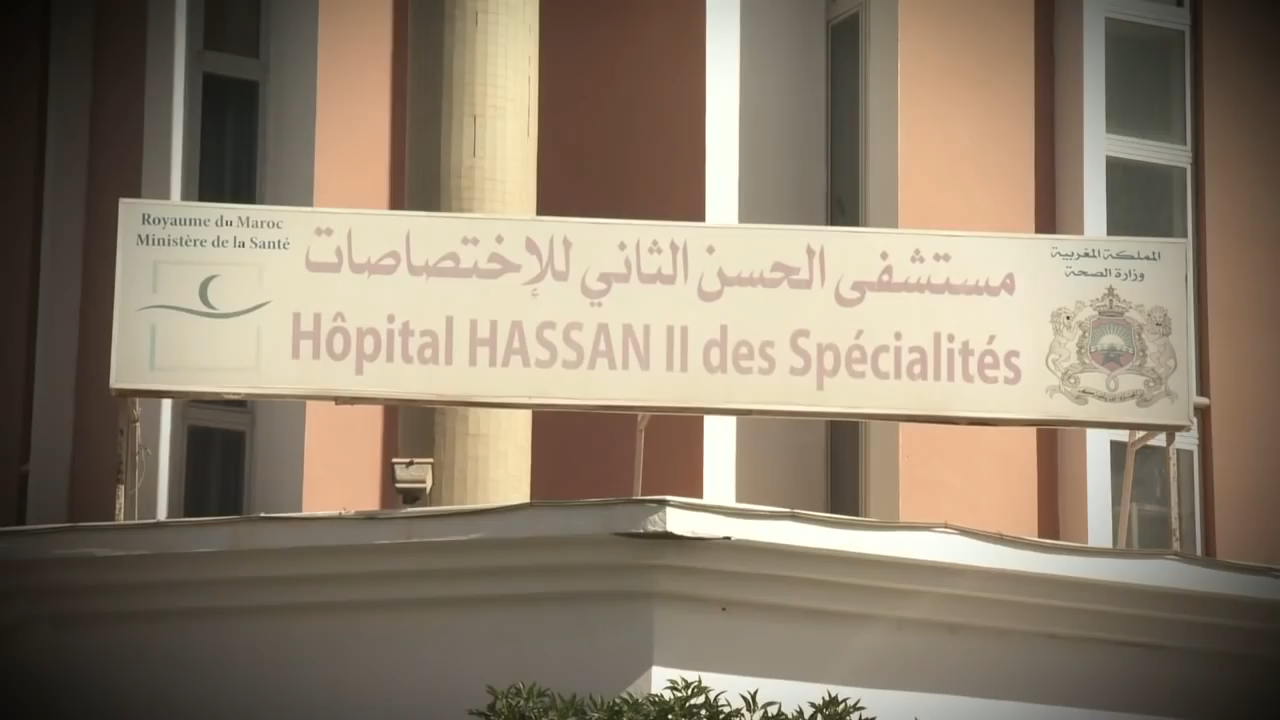 Royaume du Maroc
Ministère de la Santé
المملكة المغربية
وزارة الصحة
مستشفى الحسن الثاني للإختصاصات
Hôpital HASSAN II des Spécialités